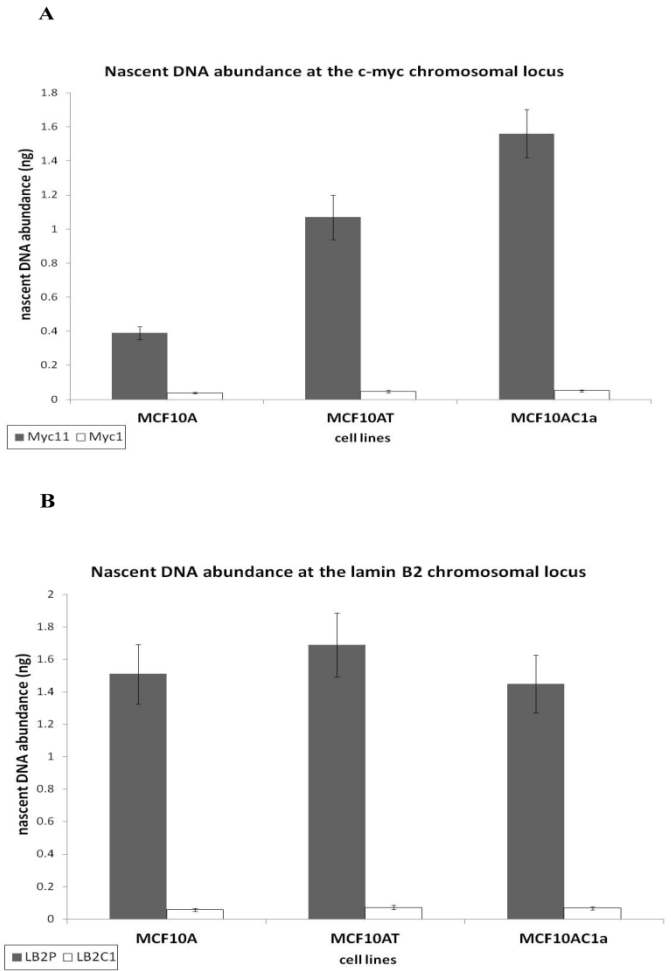 A
Nascent DNA abundance at the c-myc chromosomal locus
nascent DNA abundance (ng)
1.8
1.6
1.4
1.2
1
0.8
0.6
0.4
0.2
0
MCF10A MCF10AT MCF10AC1a
cell lines
Myc11 Myc1
B
Nascent DNA abundance at the lamin B2 chromosomal locus
nascent DNA abundance (ng)
2
1.8
1.6
1.4
1.2
1
0.8
0.6
0.4
0.2
0
MCF10A MCF10AT MCF10AC1a
cell lines
LB2P LB2C1